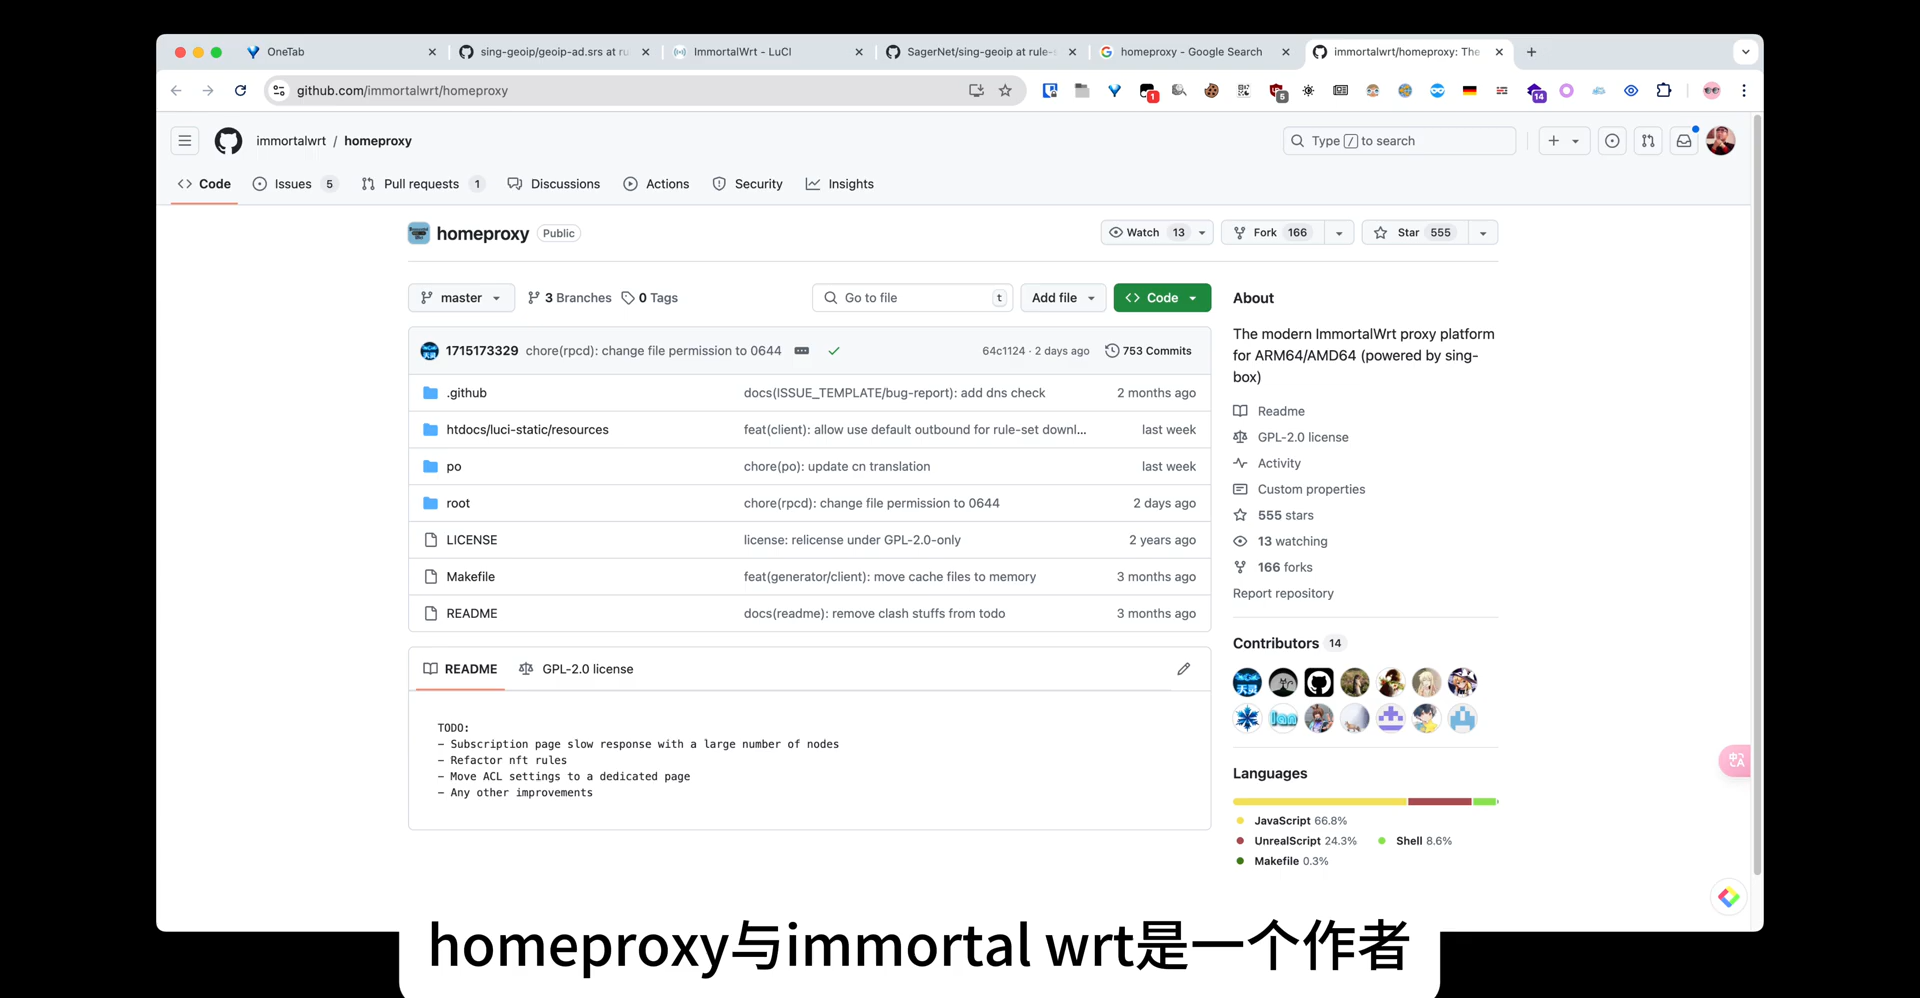 OneTab
sing-geoip/geoip-ad.srs at ru
ImmortalWrt - LuCI
SagerNet/sing-geoip at rule-s
homeproxy - Google Search
immortalwrt/homeproxy: The
github.com/immortalwrt/homeproxy
1
5
14
immortalwrt / homeproxy
Type / to search
Code
Issues 5
Pull requests 1
Discussions
Actions
Security
Insights
homeproxy Public
Watch 13
Fork 166
Star 555
master
3 Branches
0 Tags
Go to file t
Add file
Code
1715173329 chore(rpcd): change file permission to 0644
64c1124 · 2 days ago
753 Commits
.github docs(ISSUE_TEMPLATE/bug-report): add dns check 2 months ago
htdocs/luci-static/resources feat(client): allow use default outbound for rule-set downl... last week
po chore(po): update cn translation last week
root chore(rpcd): change file permission to 0644 2 days ago
LICENSE license: relicense under GPL-2.0-only 2 years ago
Makefile feat(generator/client): move cache files to memory 3 months ago
README docs(readme): remove clash stuffs from todo 3 months ago
README GPL-2.0 license
TODO:
- Subscription page slow response with a large number of nodes
- Refactor nft rules
- Move ACL settings to a dedicated page
- Any other improvements
About
The modern ImmortalWrt proxy platform
for ARM64/AMD64 (powered by sing-
box)
Readme
GPL-2.0 license
Activity
Custom properties
555 stars
13 watching
166 forks
Report repository
Contributors 14
Languages
JavaScript 66.8%
UnrealScript 24.3% Shell 8.6%
Makefile 0.3%
homeproxy与immortal wrt是一个作者